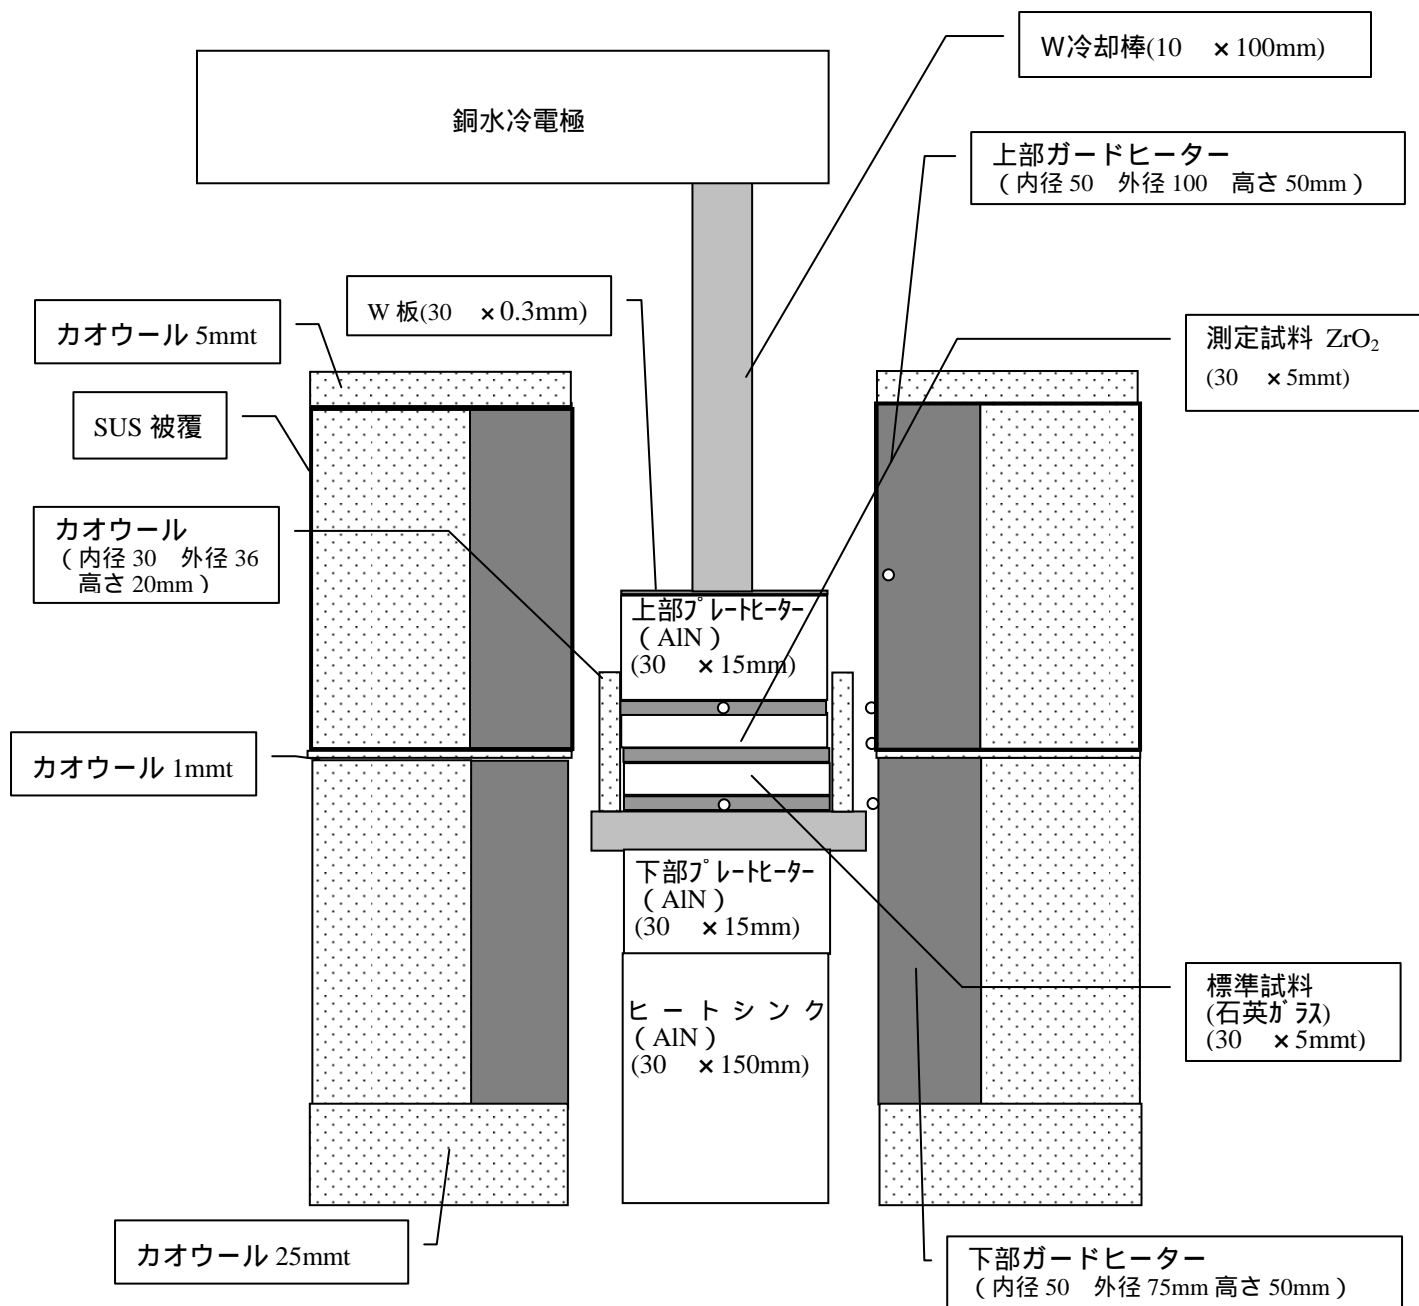 W冷却棒(10　×100mm)
銅水冷電極
上部ガードヒーター
（内径 50　外径 100　高さ 50mm）
W 板(30　×0.3mm)
カオウール 5mmt
測定試料 ZrO₂
(30　×5mmt)
SUS 被覆
カオウール
（内径 30　外径 36
高さ 20mm）
上部プレートヒーター
（AlN）
(30　×15mm)
カオウール 1mmt
下部プレートヒーター
（AlN）
(30　×15mm)
標準試料
(石英ガラス)
(30　×5mmt)
ヒートシンク
（AlN）
(30　×150mm)
カオウール 25mmt
下部ガードヒーター
（内径 50　外径 75mm 高さ 50mm）